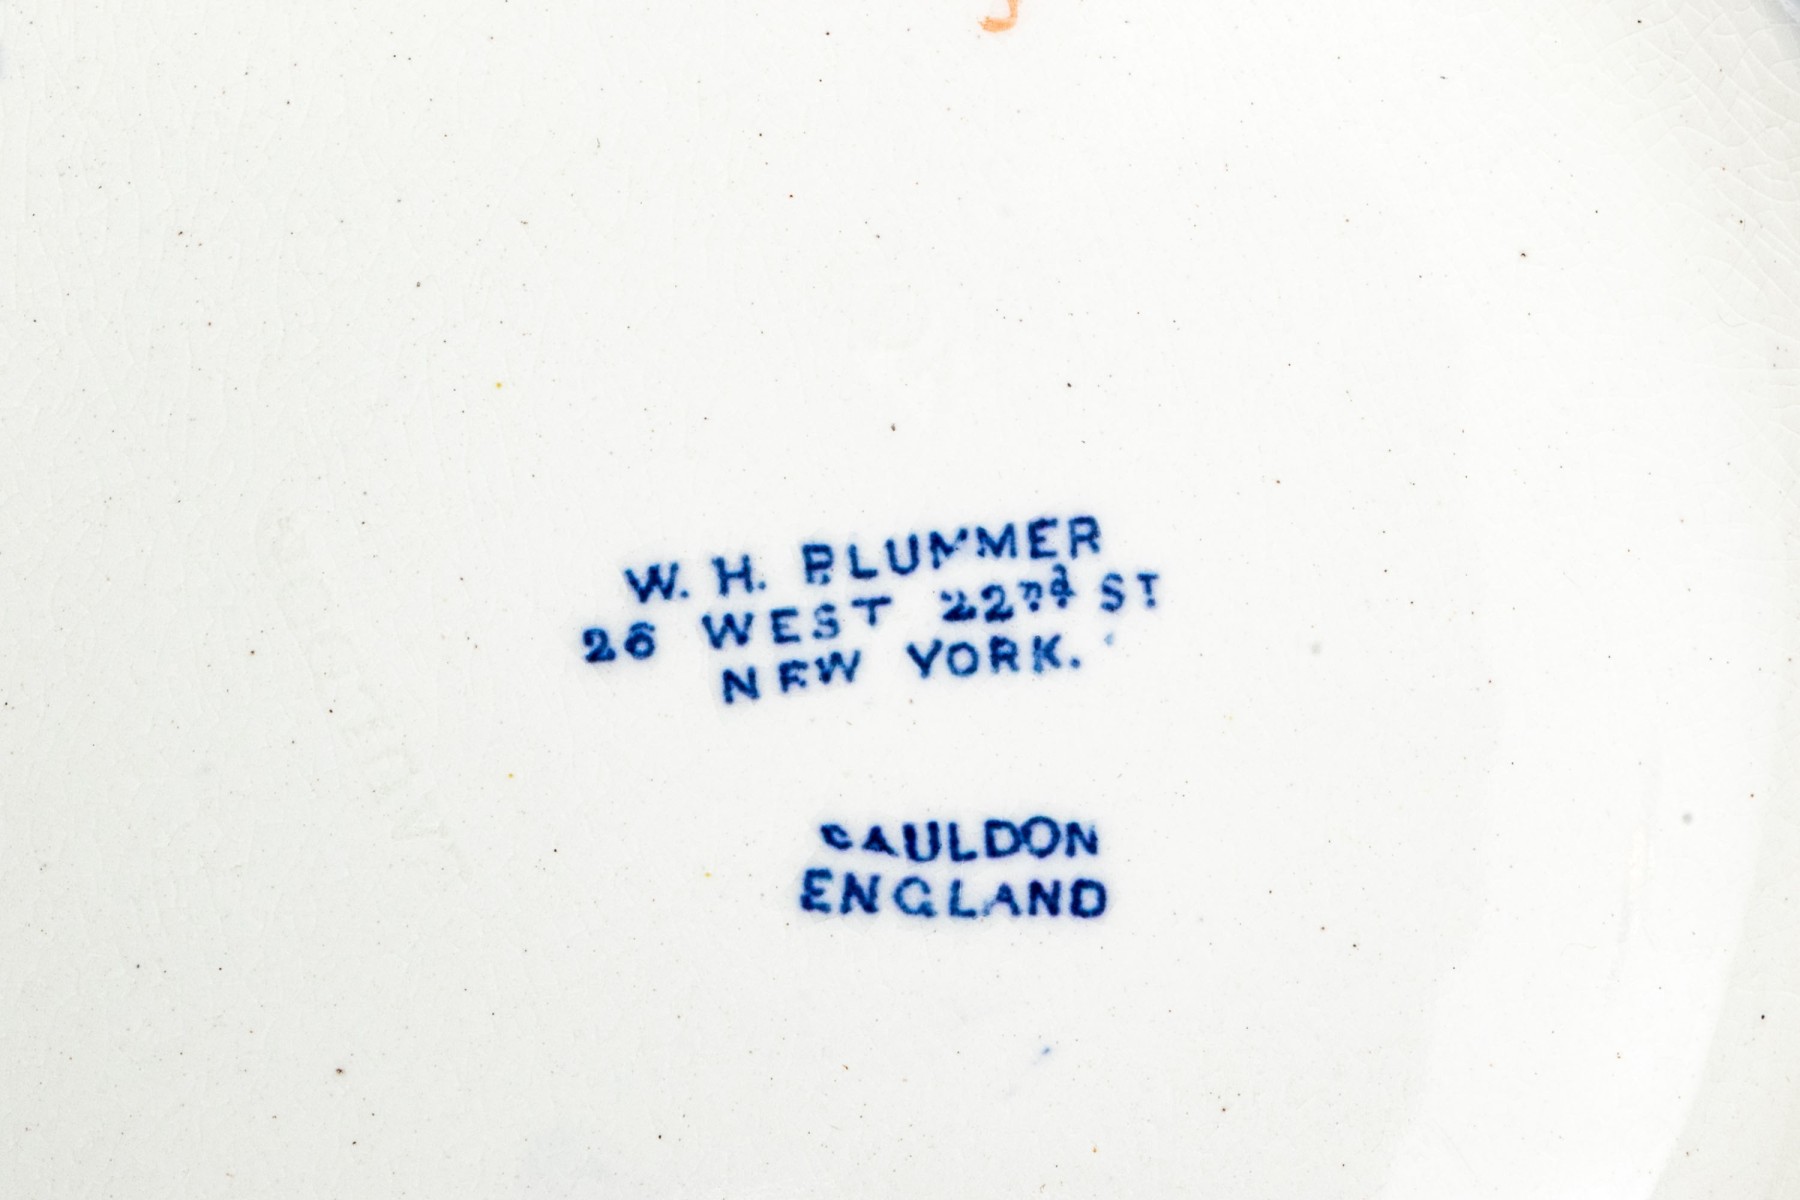 W. H. PLUMMER
26 WEST 22nd ST
NEW YORK.
CAULDON
ENGLAND